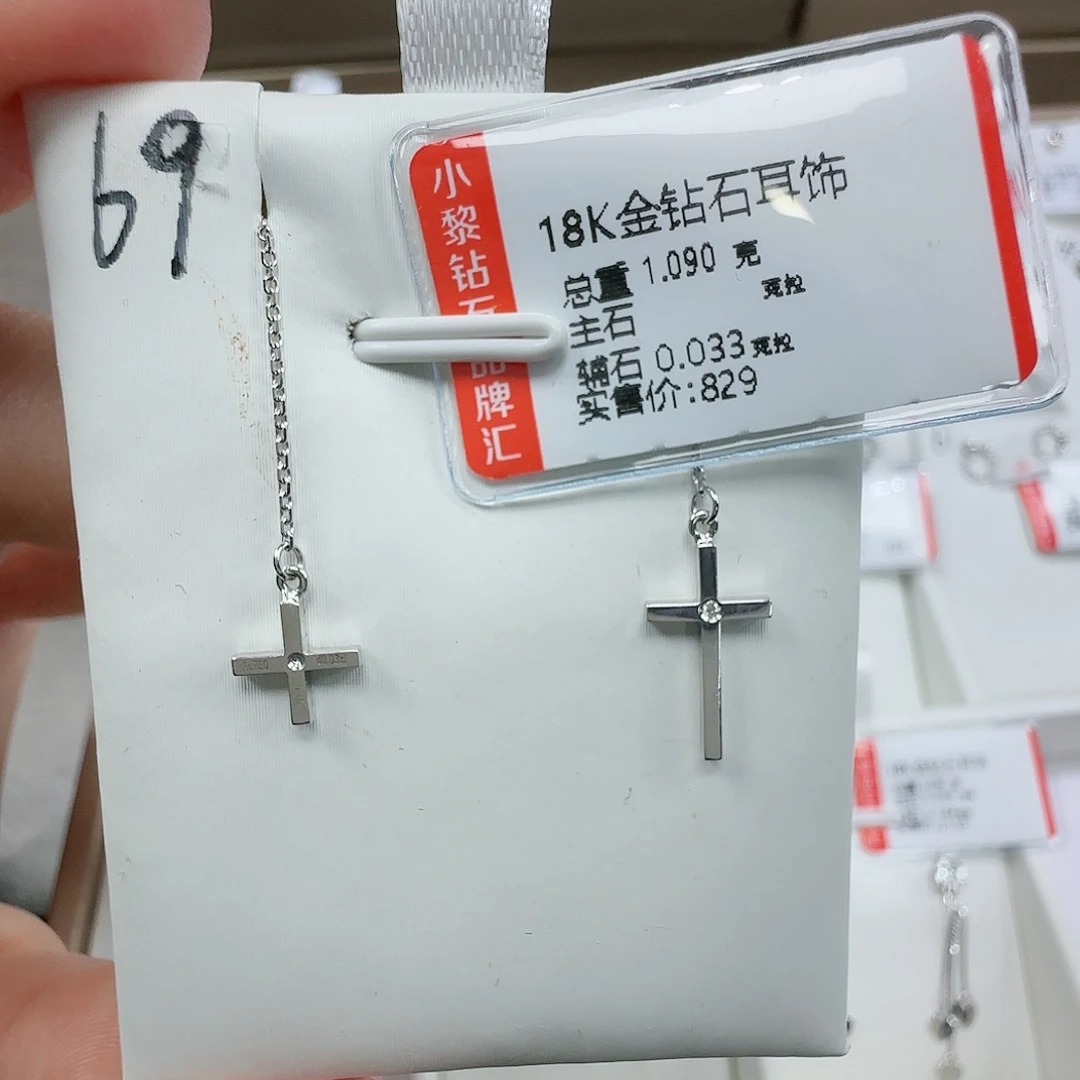 69
小黎钻石品牌汇
18K金钻石耳饰
总重 1.090 克
主石 克拉
辅石 0.033 克拉
实售价:829